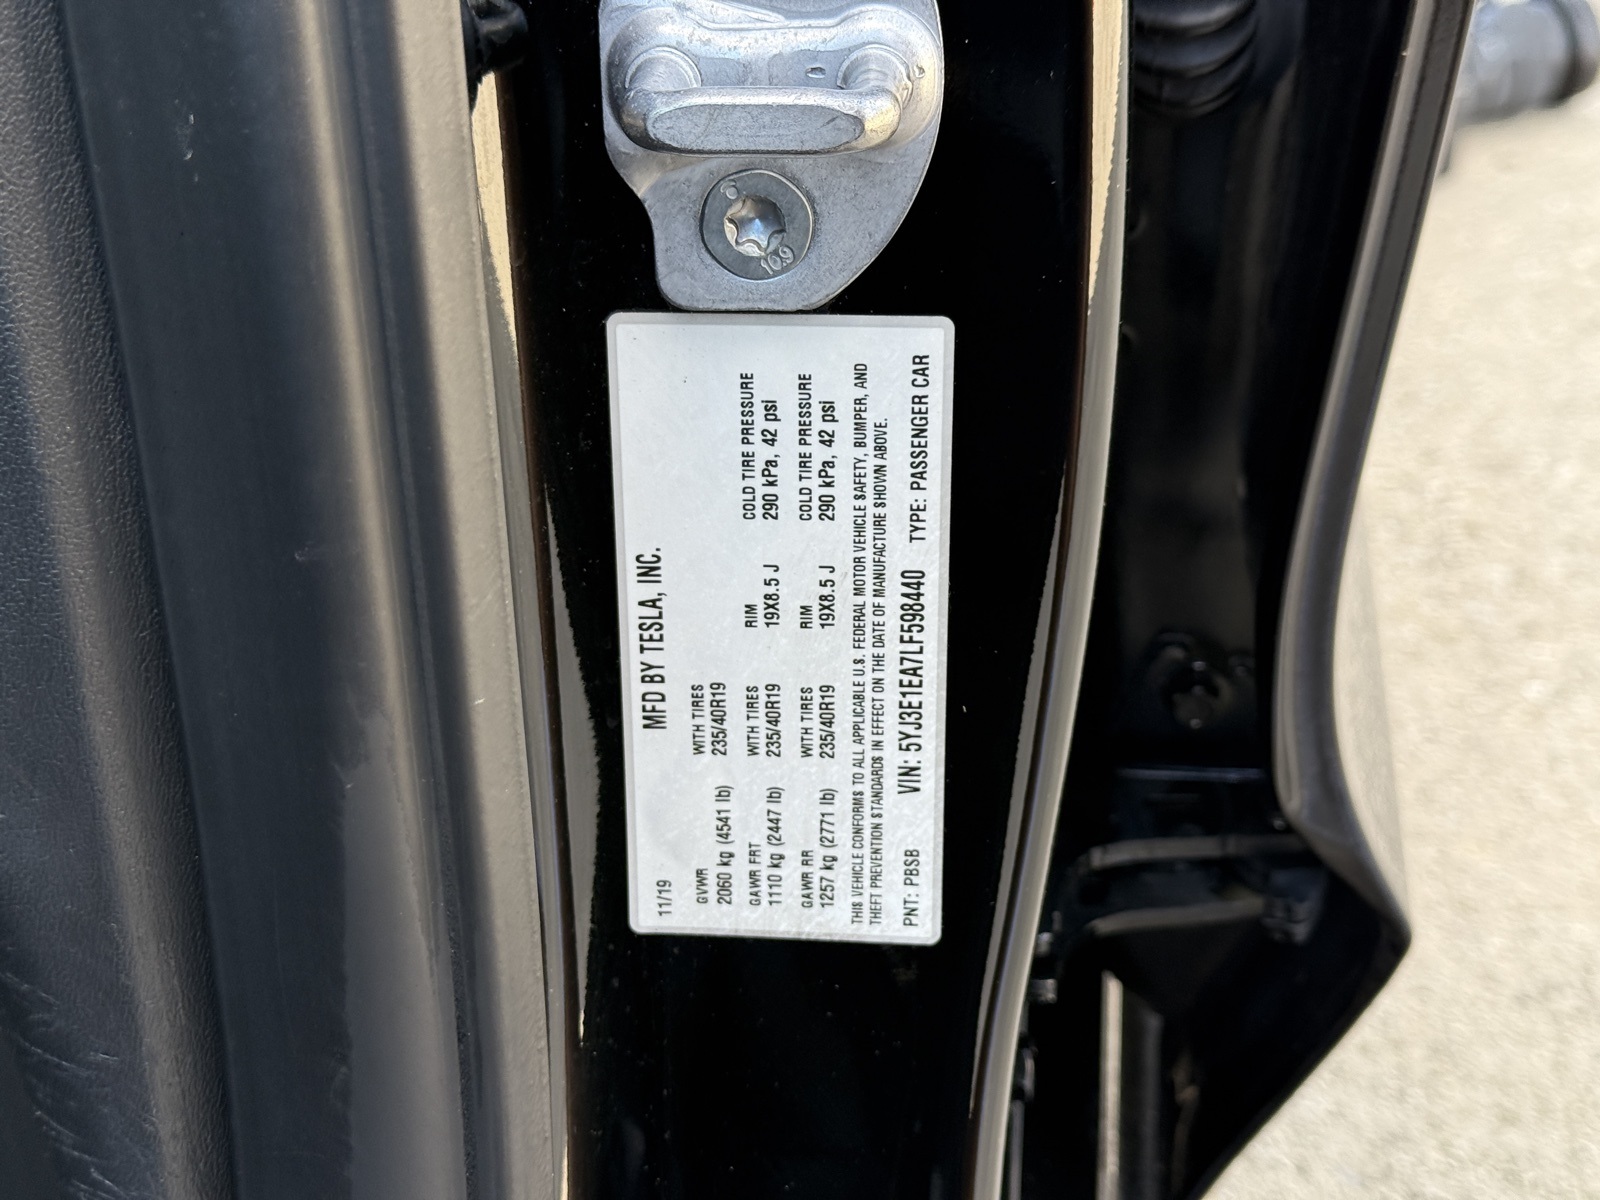 10.9
11/19 MFD BY TESLA, INC.
GVWR WITH TIRES
2060 kg (4541 lb) 235/40R19
GAWR FRT WITH TIRES RIM COLD TIRE PRESSURE
1110 kg (2447 lb) 235/40R19 19X8.5 J 290 kPa, 42 psi
GAWR RR WITH TIRES RIM COLD TIRE PRESSURE
1257 kg (2771 lb) 235/40R19 19X8.5 J 290 kPa, 42 psi
THIS VEHICLE CONFORMS TO ALL APPLICABLE U.S. FEDERAL MOTOR VEHICLE SAFETY, BUMPER, AND
THEFT PREVENTION STANDARDS IN EFFECT ON THE DATE OF MANUFACTURE SHOWN ABOVE.
PNT: PBSB VIN: 5YJ3E1EA7LF598440 TYPE: PASSENGER CAR